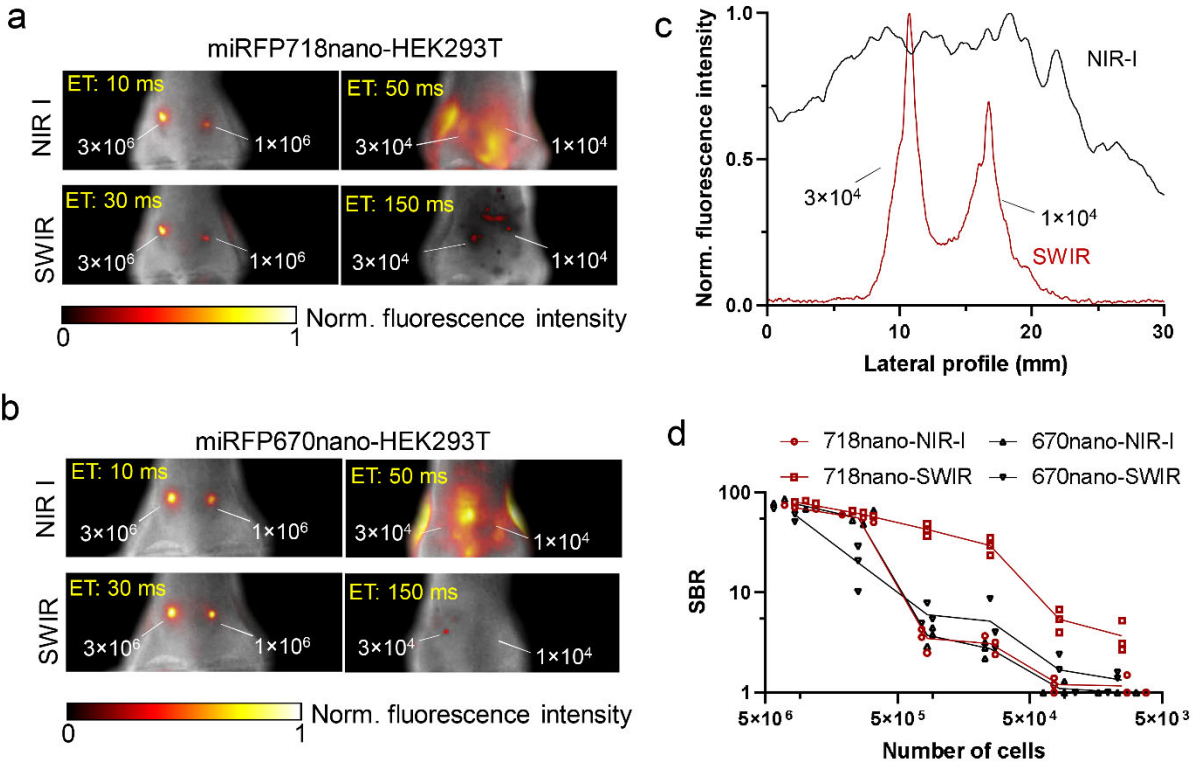 a
miRFP718nano-HEK293T
NIR I
ET: 10 ms
3×10⁶
1×10⁶
ET: 50 ms
3×10⁴
1×10⁴
SWIR
ET: 30 ms
3×10⁶
1×10⁶
ET: 150 ms
3×10⁴
1×10⁴
0
1
Norm. fluorescence intensity
b
miRFP670nano-HEK293T
NIR I
ET: 10 ms
3×10⁶
1×10⁶
ET: 50 ms
3×10⁴
1×10⁴
SWIR
ET: 30 ms
3×10⁶
1×10⁶
ET: 150 ms
3×10⁴
1×10⁴
0
1
Norm. fluorescence intensity
c
Norm. fluorescence intensity
1.0
0.5
0.0
NIR-I
3×10⁴
1×10⁴
SWIR
0
10
20
30
Lateral profile (mm)
d
718nano-NIR-I
670nano-NIR-I
718nano-SWIR
670nano-SWIR
SBR
100
10
1
5×10⁶
5×10⁵
5×10⁴
5×10³
Number of cells